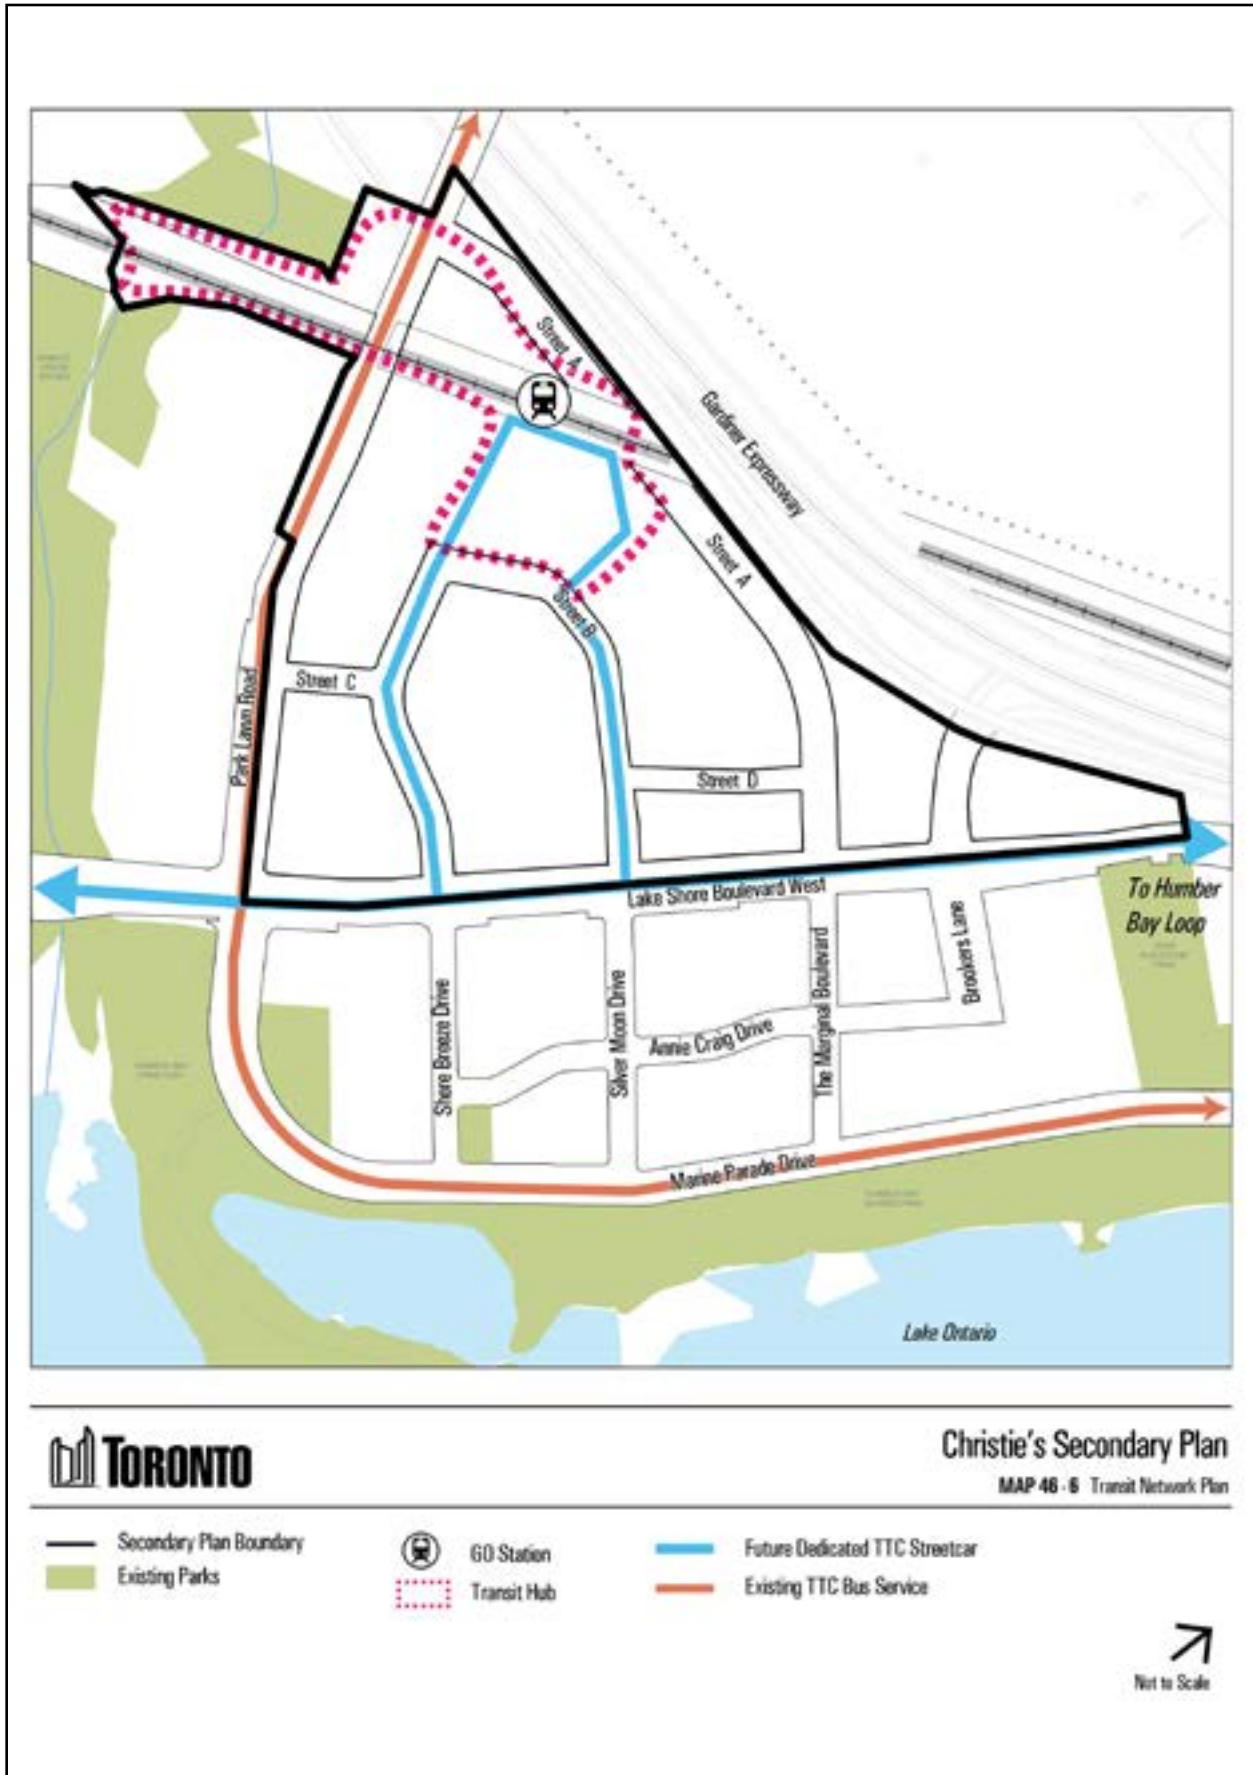 Street A
Gardiner Expressway
Street A
Street B
Street C
Park Lawn Road
Street D
Lake Shore Boulevard West
To Humber
Bay Loop
Brookers Lane
The Marginal Boulevard
Silver Moon Drive
Annie Craig Drive
Shore Breeze Drive
Marine Parade Drive
Lake Ontario
TORONTO
Christie's Secondary Plan
MAP 46 - 6 Transit Network Plan
Secondary Plan Boundary
Existing Parks
GO Station
Transit Hub
Future Dedicated TTC Streetcar
Existing TTC Bus Service
Not to Scale